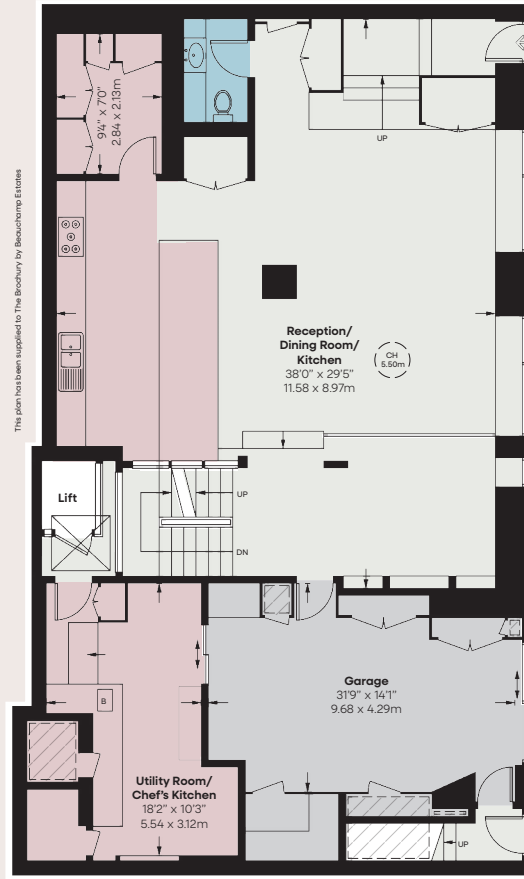 9'4" x 7'0"
2.84 x 2.13m
UP
This plan has been supplied to The Brochury by Beauchamp Estates
Reception/
Dining Room/
Kitchen
38'0" x 29'5"
11.58 x 8.97m
CH
5.50m
Lift
UP
DN
B
Garage
31'9" x 14'1"
9.68 x 4.29m
Utility Room/
Chef's Kitchen
18'2" x 10'3"
5.54 x 3.12m
UP